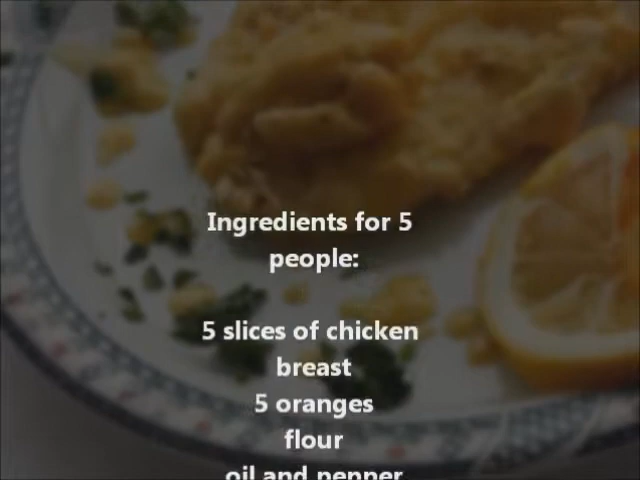 Ingredients for 5
people:
5 slices of chicken
breast
5 oranges
flour
oil and pepper